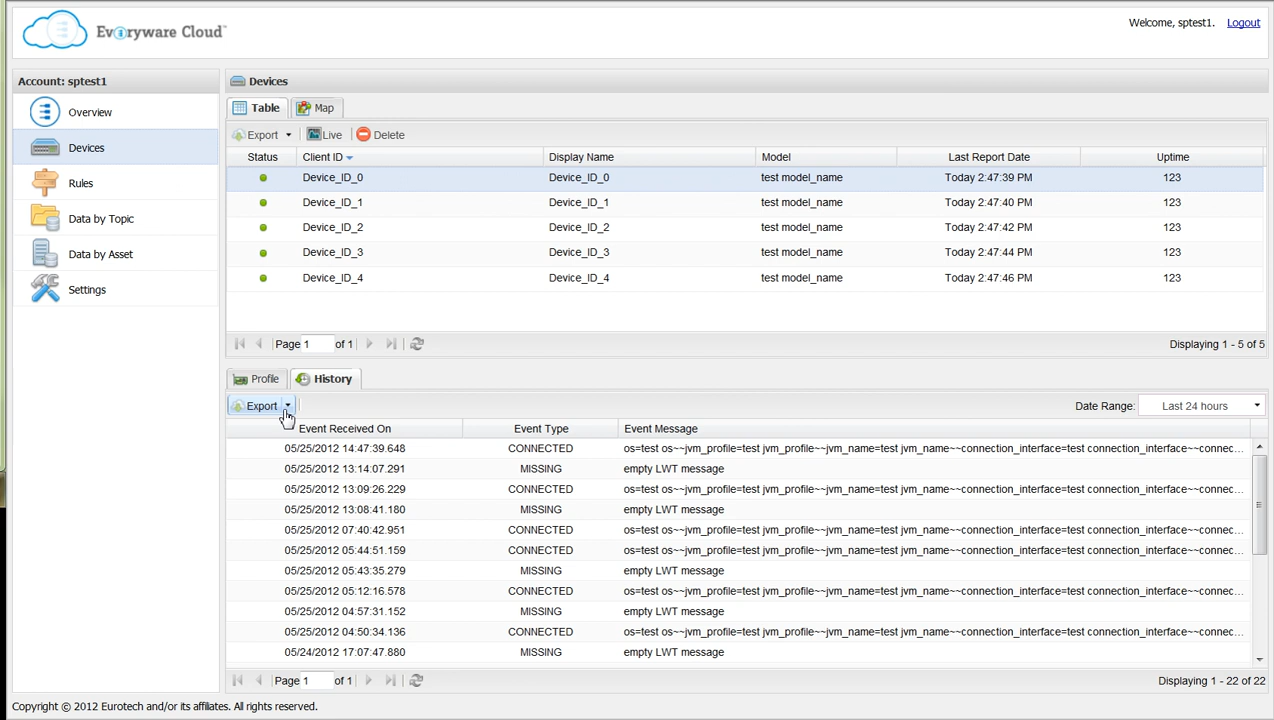 Everyware Cloud™
Welcome, sptest1. Logout
Account: sptest1
Overview
Devices
Rules
Data by Topic
Data by Asset
Settings
Devices
Table Map
Export Live Delete
Status Client ID Display Name Model Last Report Date Uptime
Device_ID_0 Device_ID_0 test model_name Today 2:47:39 PM 123
Device_ID_1 Device_ID_1 test model_name Today 2:47:40 PM 123
Device_ID_2 Device_ID_2 test model_name Today 2:47:42 PM 123
Device_ID_3 Device_ID_3 test model_name Today 2:47:44 PM 123
Device_ID_4 Device_ID_4 test model_name Today 2:47:46 PM 123
Page 1 of 1 Displaying 1 - 5 of 5
Profile History
Export Date Range: Last 24 hours
Event Received On Event Type Event Message
05/25/2012 14:47:39.648 CONNECTED os=test os~~jvm_profile=test jvm_profile~~jvm_name=test jvm_name~~connection_interface=test connection_interface~~connec...
05/25/2012 13:14:07.291 MISSING empty LWT message
05/25/2012 13:09:26.229 CONNECTED os=test os~~jvm_profile=test jvm_profile~~jvm_name=test jvm_name~~connection_interface=test connection_interface~~connec...
05/25/2012 13:08:41.180 MISSING empty LWT message
05/25/2012 07:40:42.951 CONNECTED os=test os~~jvm_profile=test jvm_profile~~jvm_name=test jvm_name~~connection_interface=test connection_interface~~connec...
05/25/2012 05:44:51.159 CONNECTED os=test os~~jvm_profile=test jvm_profile~~jvm_name=test jvm_name~~connection_interface=test connection_interface~~connec...
05/25/2012 05:43:35.279 MISSING empty LWT message
05/25/2012 05:12:16.578 CONNECTED os=test os~~jvm_profile=test jvm_profile~~jvm_name=test jvm_name~~connection_interface=test connection_interface~~connec...
05/25/2012 04:57:31.152 MISSING empty LWT message
05/25/2012 04:50:34.136 CONNECTED os=test os~~jvm_profile=test jvm_profile~~jvm_name=test jvm_name~~connection_interface=test connection_interface~~connec...
05/24/2012 17:07:47.880 MISSING empty LWT message
Page 1 of 1 Displaying 1 - 22 of 22
Copyright © 2012 Eurotech and/or its affiliates. All rights reserved.